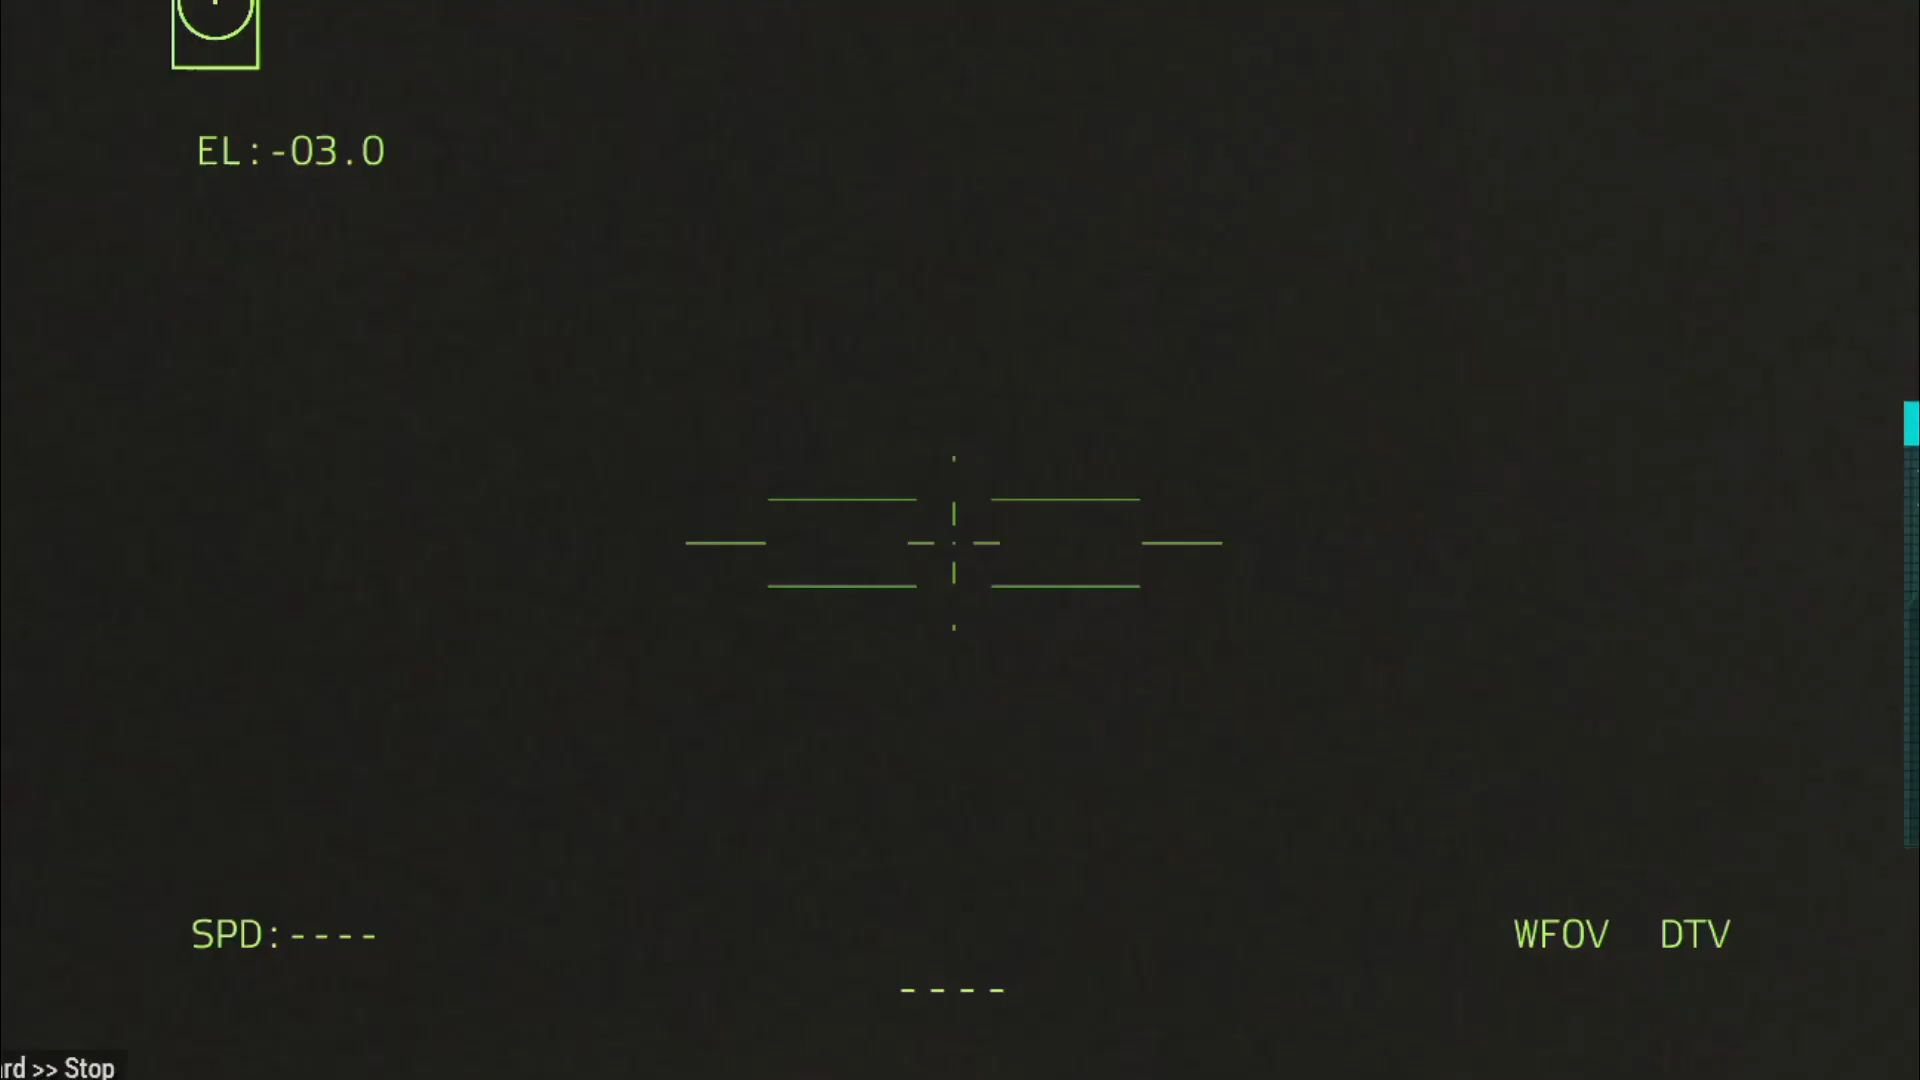 EL:-03.0
SPD:----
WFOV DTV
----
rd >> Stop